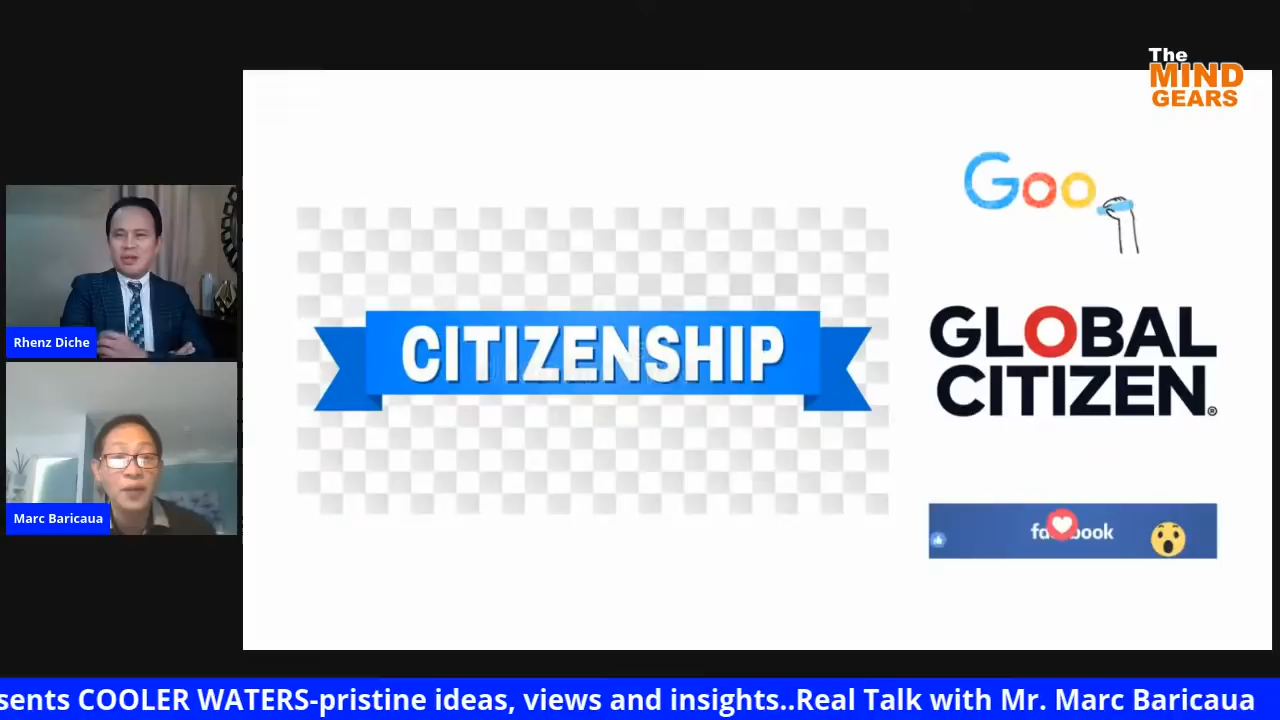 The
MIND
GEARS
Goo
CITIZENSHIP
GLOBAL
CITIZEN®
Rhenz Diche
Marc Baricaua
sents COOLER WATERS-pristine ideas, views and insights..Real Talk with Mr. Marc Baricaua